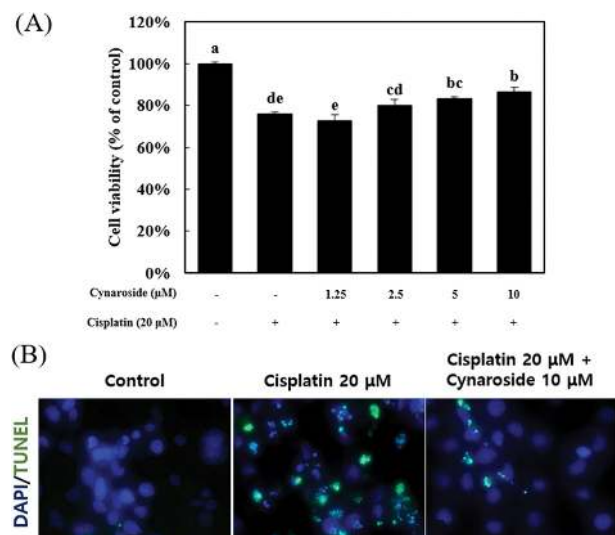 (A)
120%
100%
80%
60%
40%
20%
0%
Cell viability (% of control)
a
de
e
cd
bc
b
Cynaroside (μM) - - 1.25 2.5 5 10
Cisplatin (20 μM) - + + + + +
(B)
Control
Cisplatin 20 μM
Cisplatin 20 μM +
Cynaroside 10 μM
DAPI/TUNEL